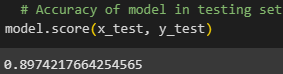 # Accuracy of model in testing set
model.score(x_test, y_test)
0.8974217664254565